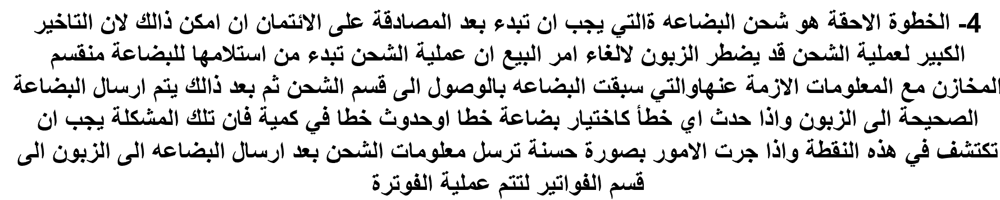 4- الخطوة الاحقة هو شحن البضاعه ةالتي يجب ان تبدء بعد المصادقة على الائتمان ان امكن ذالك لان التاخير
الكبير لعملية الشحن قد يضطر الزبون لالغاء امر البيع ان عملية الشحن تبدء من استلامها للبضاعة منقسم
المخازن مع المعلومات الازمة عنهاوالتي سبقت البضاعه بالوصول الى قسم الشحن ثم بعد ذالك يتم ارسال البضاعة
الصحيحة الى الزبون واذا حدث اي خطأ كاختيار بضاعة خطا اوحدوث خطا في كمية فان تلك المشكلة يجب ان
تكتشف في هذه النقطة واذا جرت الامور بصورة حسنة ترسل معلومات الشحن بعد ارسال البضاعه الى الزبون الى
قسم الفواتير لتتم عملية الفوترة